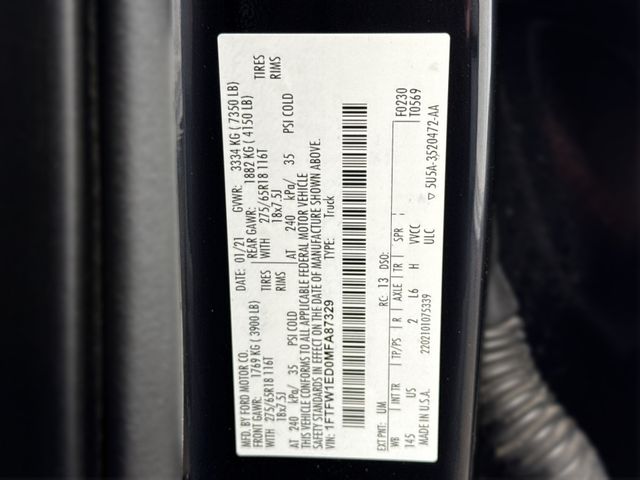 MFD. BY FORD MOTOR CO.
DATE: 01/21 GVWR: 3334 KG ( 7350 LB)
FRONT GAWR: 1769 KG ( 3900 LB) REAR GAWR: 1882 KG ( 4150 LB)
WITH 275/65R18 116T TIRES WITH 275/65R18 116T TIRES
18x7.5J RIMS 18x7.5J RIMS
AT 240 kPa/ 35 PSI COLD AT 240 kPa/ 35 PSI COLD
THIS VEHICLE CONFORMS TO ALL APPLICABLE FEDERAL MOTOR VEHICLE
SAFETY STANDARDS IN EFFECT ON THE DATE OF MANUFACTURE SHOWN ABOVE.
VIN: 1FTFW1ED0MFA87329 TYPE: Truck
F0230
T0569
EXT PNT: UM RC: 13 DSO:
WB INT TR TP/PS R AXLE TR SPR
145 US 2 L6 H VVCC
MADE IN U.S.A. 2202101075339 ULC ▽ 5U5A-3520472-AA